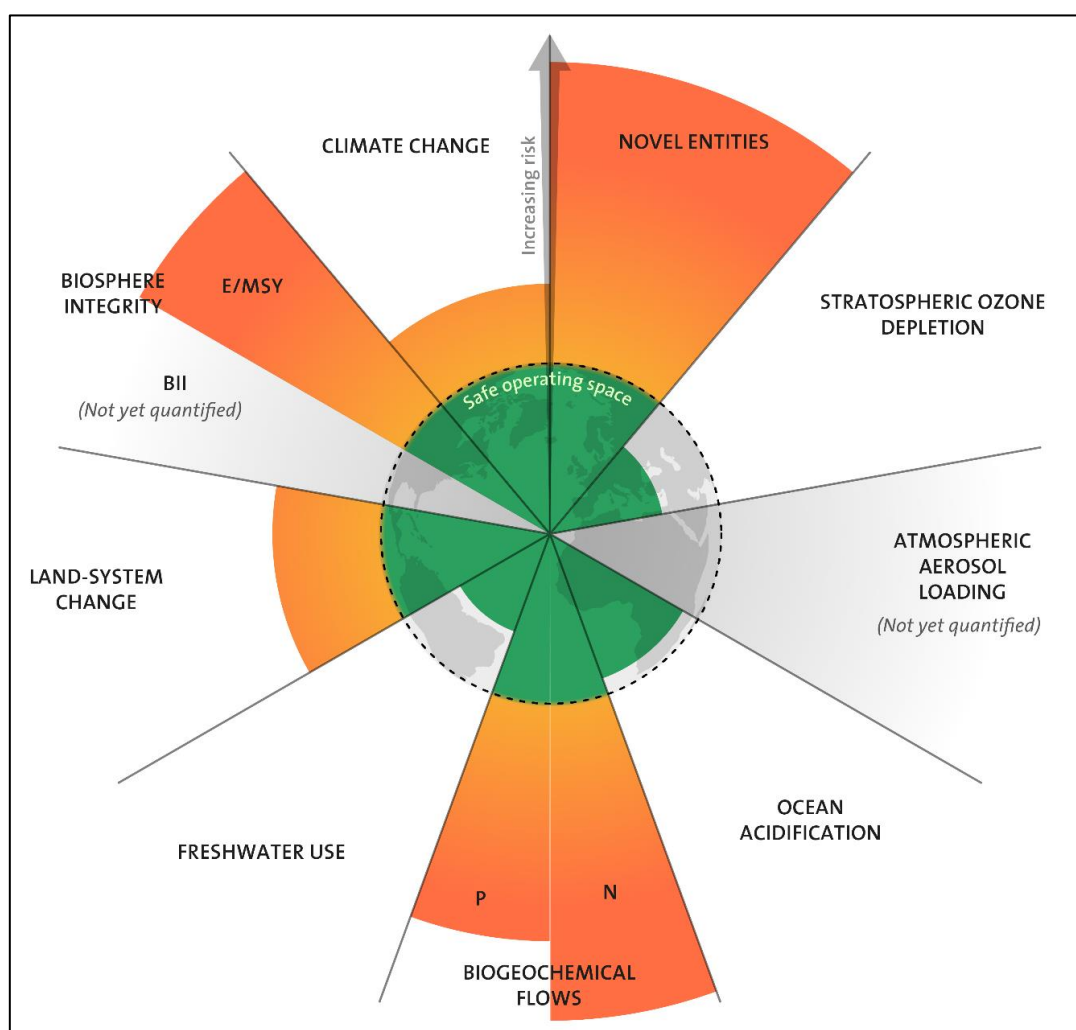 CLIMATE CHANGE
Increasing risk
NOVEL ENTITIES
BIOSPHERE
INTEGRITY
E/MSY
BII
(Not yet quantified)
STRATOSPHERIC OZONE
DEPLETION
Safe operating space
LAND-SYSTEM
CHANGE
ATMOSPHERIC
AEROSOL
LOADING
(Not yet quantified)
FRESHWATER USE
OCEAN
ACIDIFICATION
P
N
BIOGEOCHEMICAL
FLOWS